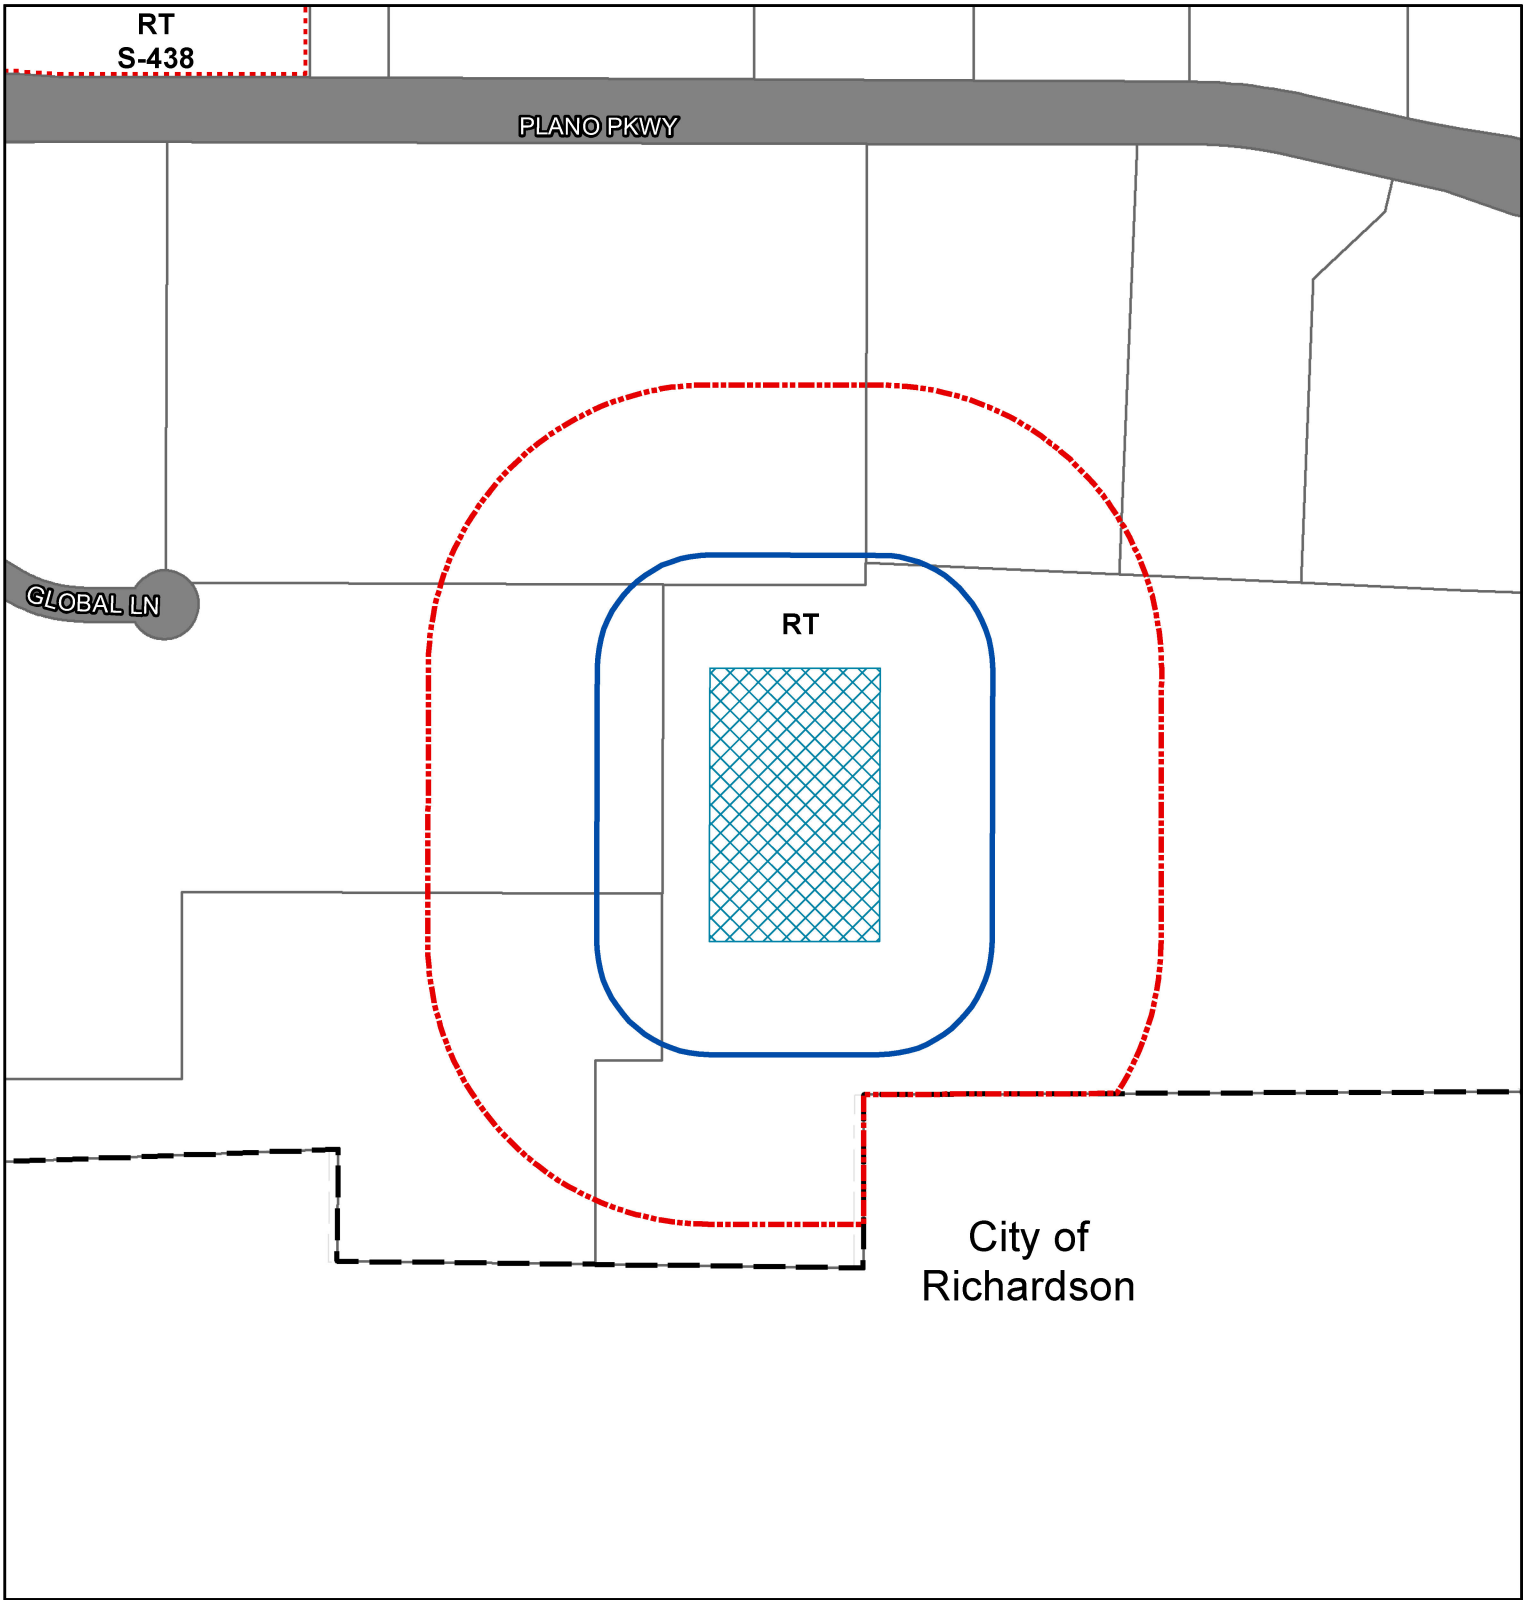 RT
S-438
PLANO PKWY
GLOBAL LN
RT
City of
Richardson